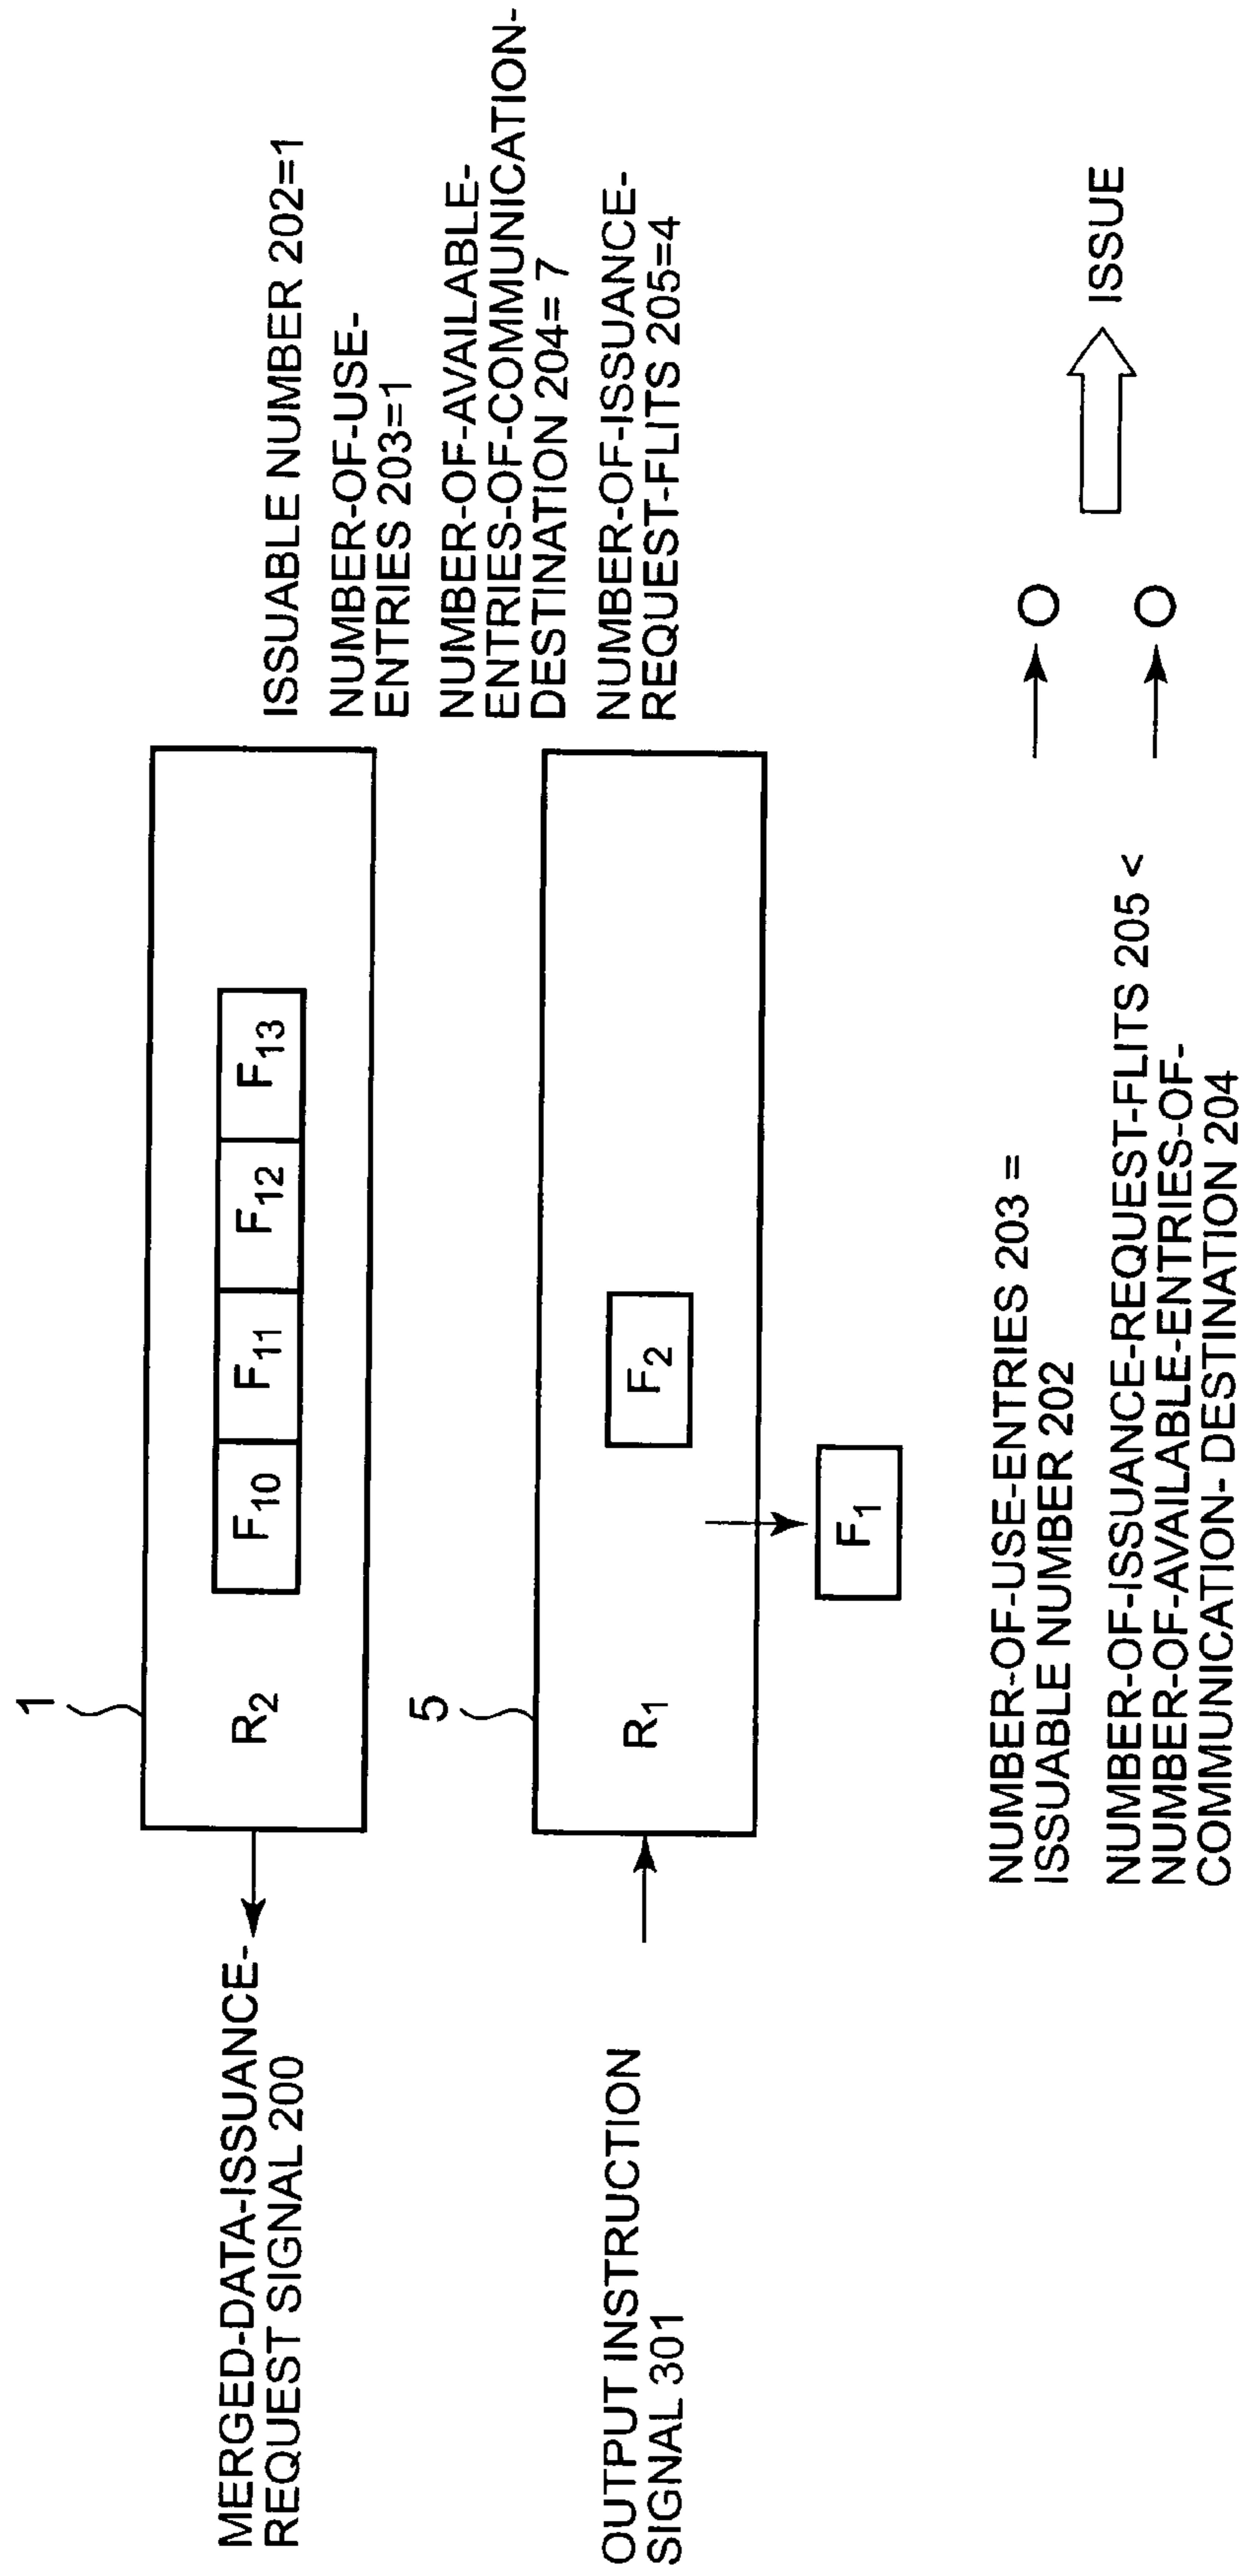 1
MERGED-DATA-ISSUANCE-
REQUEST SIGNAL 200
R2
F10
F11
F12
F13
ISSUABLE NUMBER 202=1
NUMBER-OF-USE-
ENTRIES 203=1
NUMBER-OF-AVAILABLE-
ENTRIES-OF-COMMUNICATION-
DESTINATION 204= 7
NUMBER-OF-ISSUANCE-
REQUEST-FLITS 205=4
5
OUTPUT INSTRUCTION
SIGNAL 301
R1
F2
F1
NUMBER-OF-USE-ENTRIES 203 =
ISSUABLE NUMBER 202
NUMBER-OF-ISSUANCE-REQUEST-FLITS 205 <
NUMBER-OF-AVAILABLE-ENTRIES-OF-
COMMUNICATION- DESTINATION 204
ISSUE